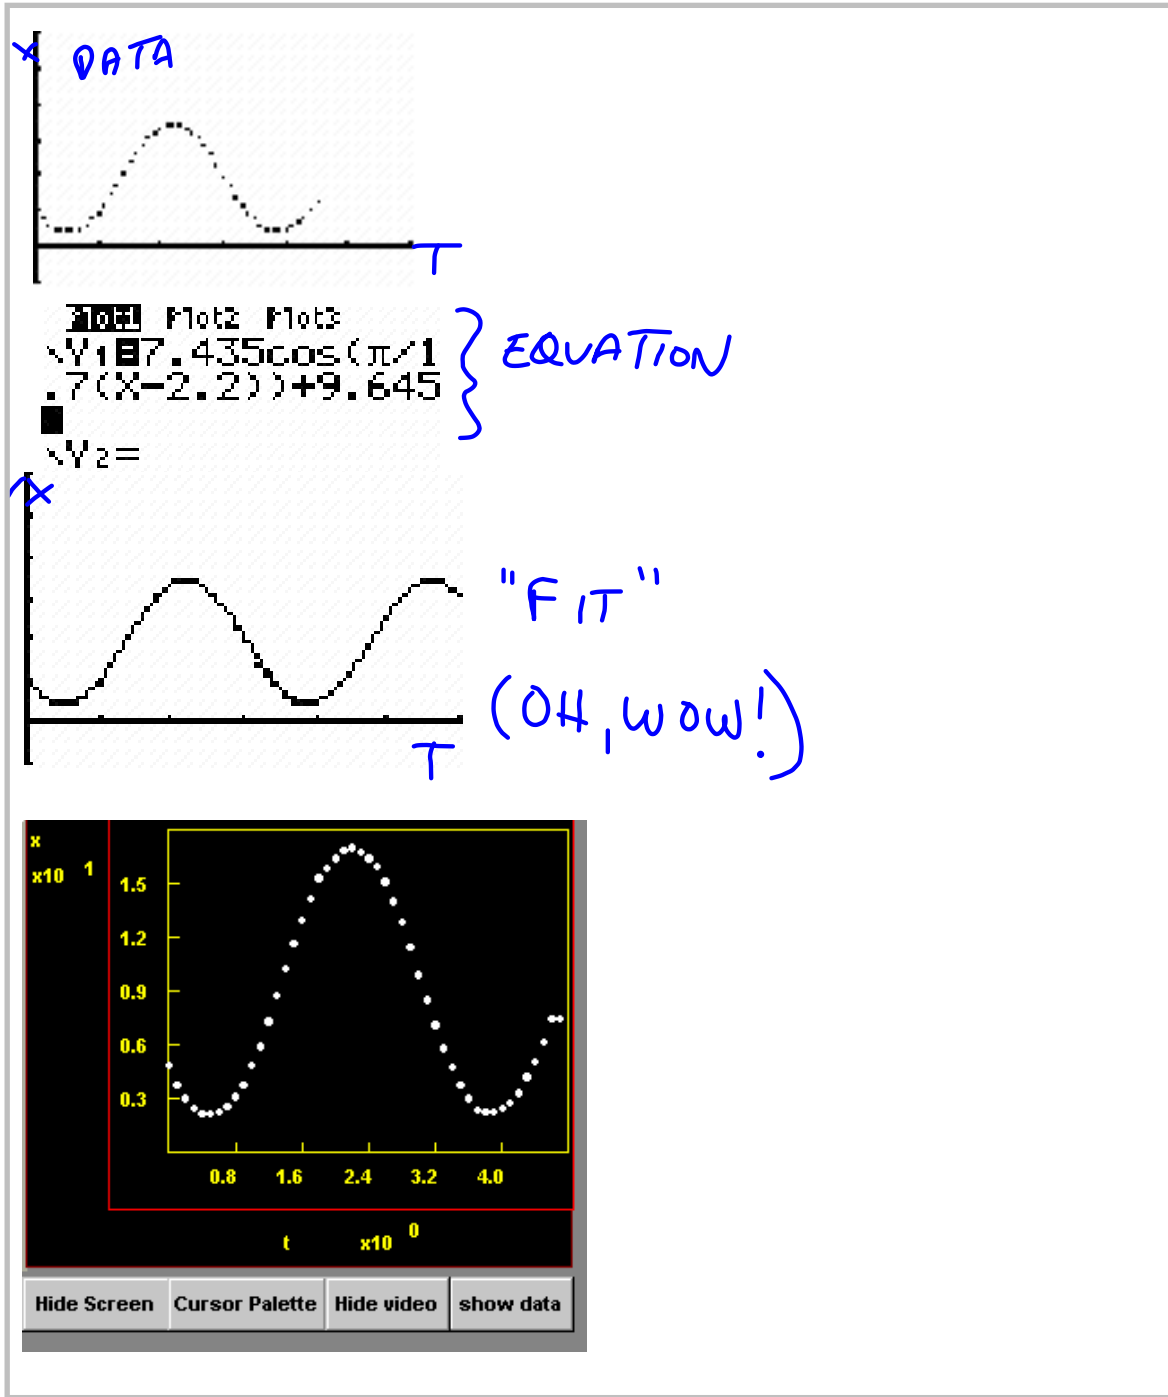 X DATA
T
Plot1 Plot2 Plot3
\Y1=7.435cos(π/1
.7(X-2.2))+9.645
EQUATION
\Y2=
X
"FIT"
(OH, WOW!)
T
x
x10 1
1.5
1.2
0.9
0.6
0.3
0.8 1.6 2.4 3.2 4.0
t x10 0
Hide Screen Cursor Palette Hide video show data